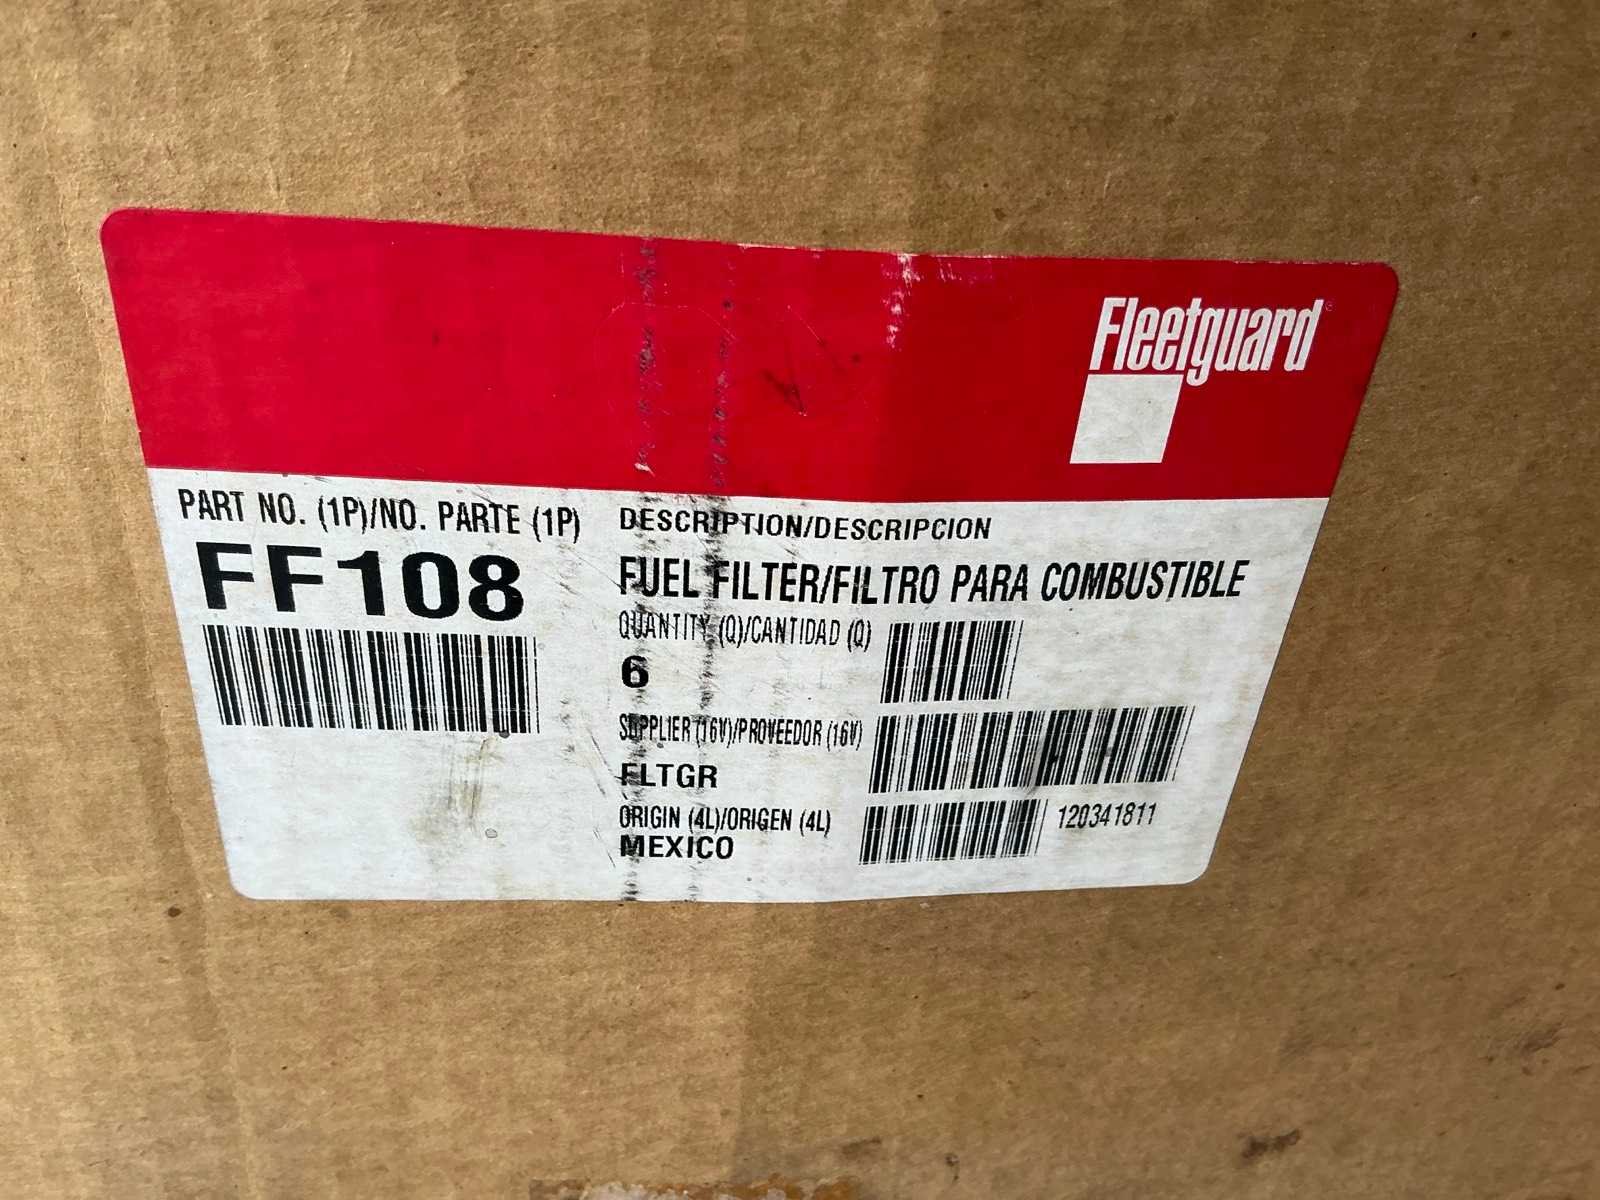 Fleetguard®
PART NO. (1P)/NO. PARTE (1P)
FF108
DESCRIPTION/DESCRIPCION
FUEL FILTER/FILTRO PARA COMBUSTIBLE
QUANTITY (Q)/CANTIDAD (Q)
6
SUPPLIER (16V)/PROVEEDOR (16V)
FLTGR
ORIGIN (4L)/ORIGEN (4L)
MEXICO
120341811